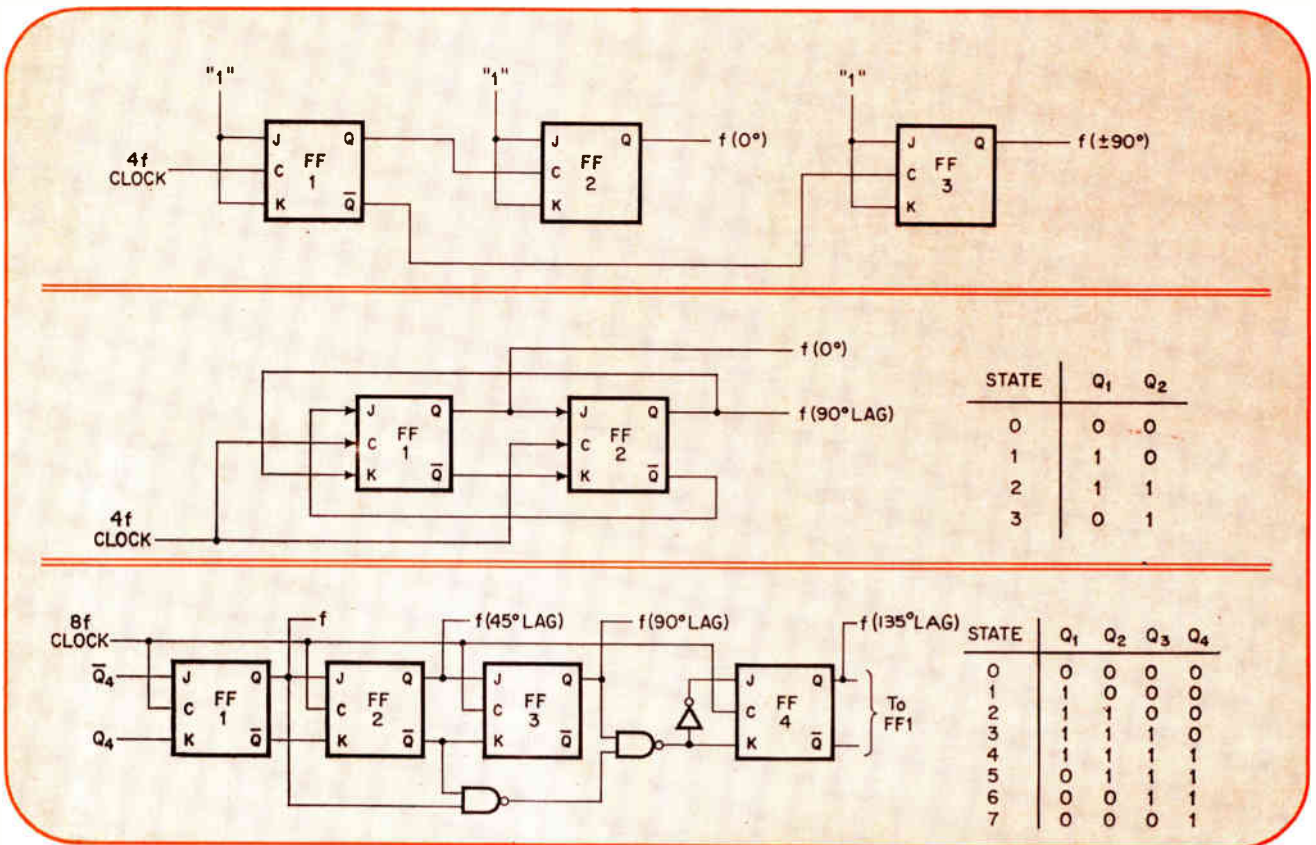 "1" "1" "1"
J Q J Q f(0°) J Q f(±90°)
4f CLOCK C FF 1 C FF 2 C FF 3
K Q̅ K K
f(0°)
J Q J Q f(90° LAG)
C FF 1 C FF 2
K Q̅ K Q̅
4f CLOCK
STATE Q₁ Q₂
0 0 0
1 1 0
2 1 1
3 0 1
8f CLOCK f f(45° LAG) f(90° LAG) f(135° LAG)
Q̅₄ J Q J Q J Q J Q
C FF 1 C FF 2 C FF 3 C FF 4 To FF1
Q₄ K Q̅ K Q̅ K Q̅ K Q̅
STATE Q₁ Q₂ Q₃ Q₄
0 0 0 0 0
1 1 0 0 0
2 1 1 0 0
3 1 1 1 0
4 1 1 1 1
5 0 1 1 1
6 0 0 1 1
7 0 0 0 1